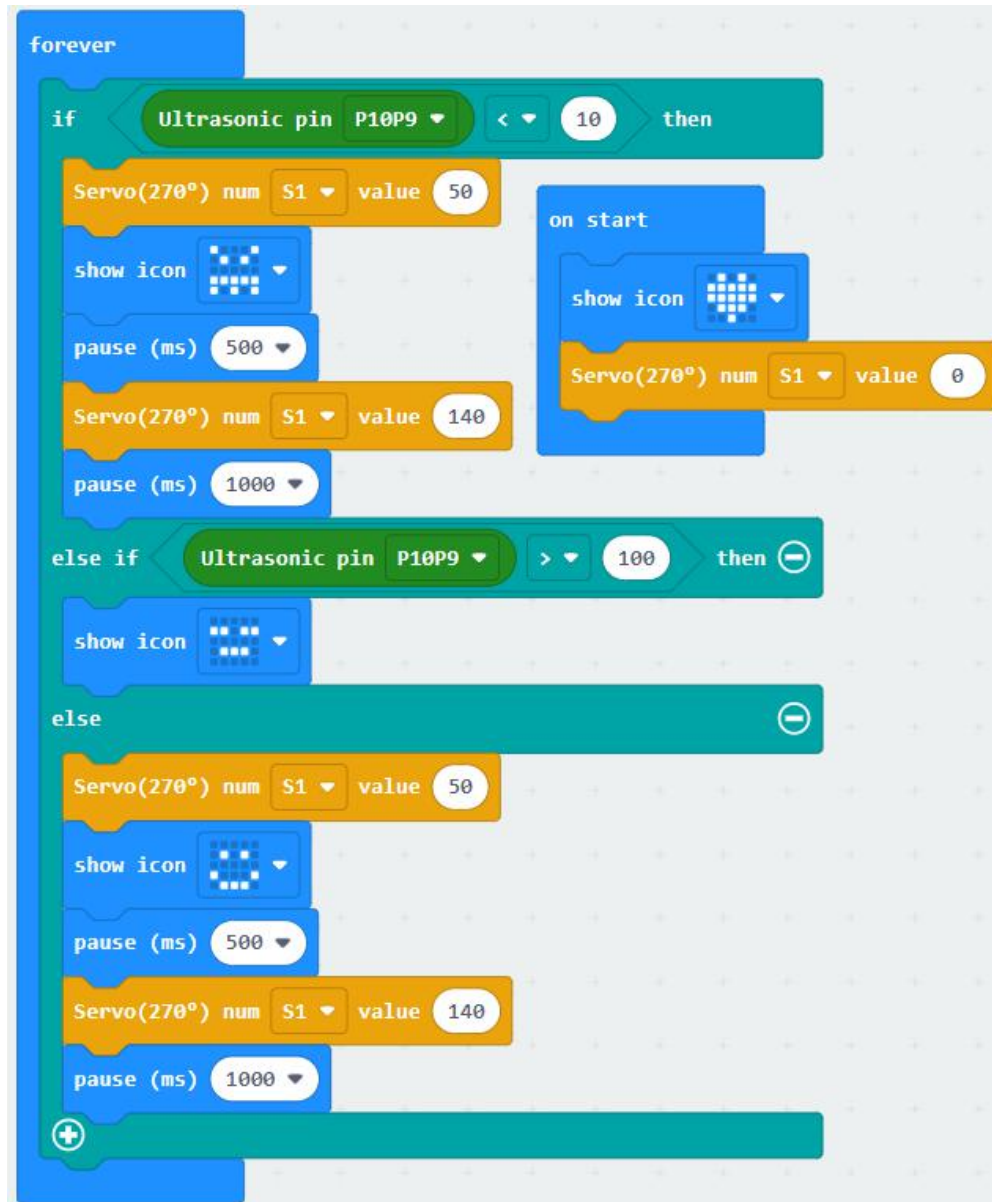 forever
if Ultrasonic pin P10P9 < 10 then
Servo(270°) num S1 value 50
show icon
pause (ms) 500
Servo(270°) num S1 value 140
pause (ms) 1000
else if Ultrasonic pin P10P9 > 100 then
show icon
else
Servo(270°) num S1 value 50
show icon
pause (ms) 500
Servo(270°) num S1 value 140
pause (ms) 1000
on start
show icon
Servo(270°) num S1 value 0